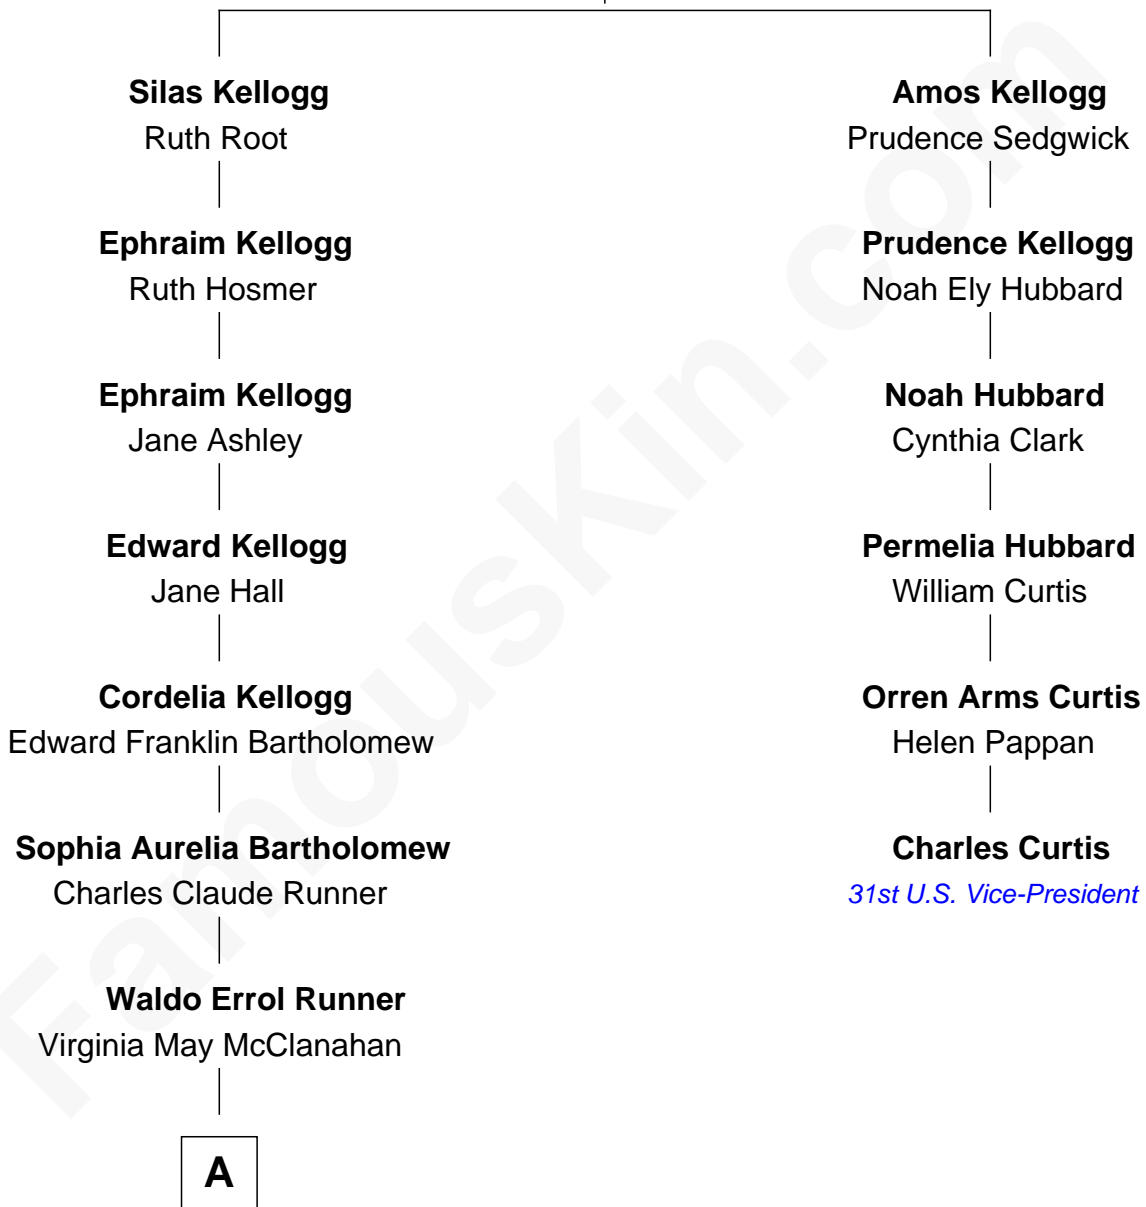 Silas Kellogg
Ruth Root
Ephraim Kellogg
Ruth Hosmer
Ephraim Kellogg
Jane Ashley
Edward Kellogg
Jane Hall
Cordelia Kellogg
Edward Franklin Bartholomew
Sophia Aurelia Bartholomew
Charles Claude Runner
Waldo Errol Runner
Virginia May McClanahan
A
Amos Kellogg
Prudence Sedgwick
Prudence Kellogg
Noah Ely Hubbard
Noah Hubbard
Cynthia Clark
Permelia Hubbard
William Curtis
Orren Arms Curtis
Helen Pappan
Charles Curtis
31st U.S. Vice-President
FamousKin.com